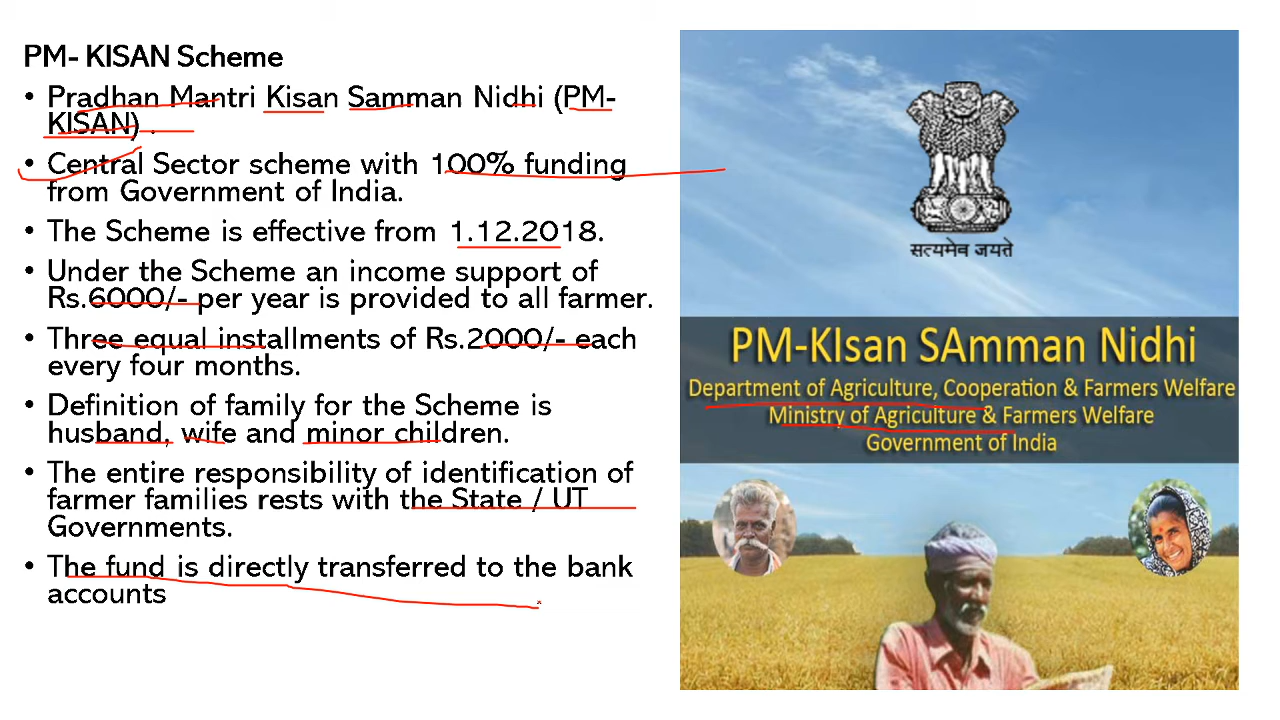 PM- KISAN Scheme
• Pradhan Mantri Kisan Samman Nidhi (PM-
KISAN) .
• Central Sector scheme with 100% funding
from Government of India.
• The Scheme is effective from 1.12.2018.
• Under the Scheme an income support of
Rs.6000/- per year is provided to all farmer.
• Three equal installments of Rs.2000/- each
every four months.
• Definition of family for the Scheme is
husband, wife and minor children.
• The entire responsibility of identification of
farmer families rests with the State / UT
Governments.
• The fund is directly transferred to the bank
accounts
सत्यमेव जयते
PM-KIsan SAmman Nidhi
Department of Agriculture, Cooperation & Farmers Welfare
Ministry of Agriculture & Farmers Welfare
Government of India